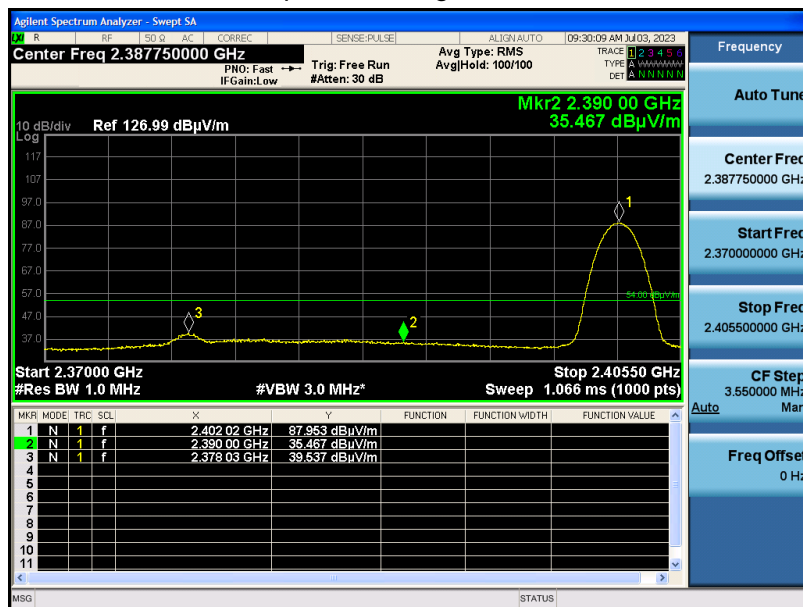 Agilent Spectrum Analyzer - Swept SA
LXI R RF 50 Ω AC CORREC SENSE:PULSE ALIGN AUTO 09:30:09 AM Jul 03, 2023
Center Freq 2.387750000 GHz
PNO: Fast
IFGain:Low
Trig: Free Run
#Atten: 30 dB
Avg Type: RMS
Avg|Hold: 100/100
TRACE 1 2 3 4 5 6
TYPE A WWWWW
DET A N N N N N
Mkr2 2.390 00 GHz
35.467 dBµV/m
10 dB/div Ref 126.99 dBµV/m
Log
117
107
97.0
87.0
77.0
67.0
57.0
47.0
37.0
1
54.00 dBµV/m
3
2
Start 2.37000 GHz Stop 2.40550 GHz
#Res BW 1.0 MHz #VBW 3.0 MHz* Sweep 1.066 ms (1000 pts)
MKR MODE TRC SCL X Y FUNCTION FUNCTION WIDTH FUNCTION VALUE
1 N 1 f 2.402 02 GHz 87.953 dBµV/m
2 N 1 f 2.390 00 GHz 35.467 dBµV/m
3 N 1 f 2.378 03 GHz 39.537 dBµV/m
4
5
6
7
8
9
10
11
MSG STATUS
Frequency
Auto Tune
Center Freq
2.387750000 GHz
Start Freq
2.370000000 GHz
Stop Freq
2.405500000 GHz
CF Step
3.550000 MHz
Auto Man
Freq Offset
0 Hz